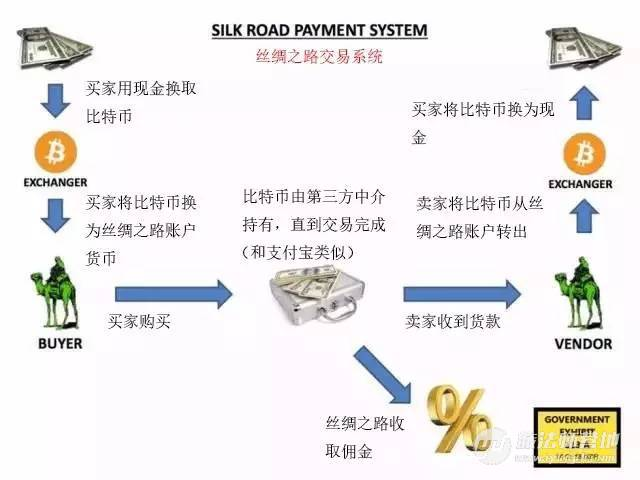 SILK ROAD PAYMENT SYSTEM
丝绸之路交易系统
买家用现金换取
比特币
EXCHANGER
买家将比特币换
为丝绸之路账户
货币
BUYER
买家购买
比特币由第三方中介
持有，直到交易完成
（和支付宝类似）
丝绸之路收
取佣金
%
买家将比特币换为现
金
EXCHANGER
卖家将比特币从丝
绸之路账户转出
卖家收到货款
VENDOR
GOVERNMENT
EXHIBIT